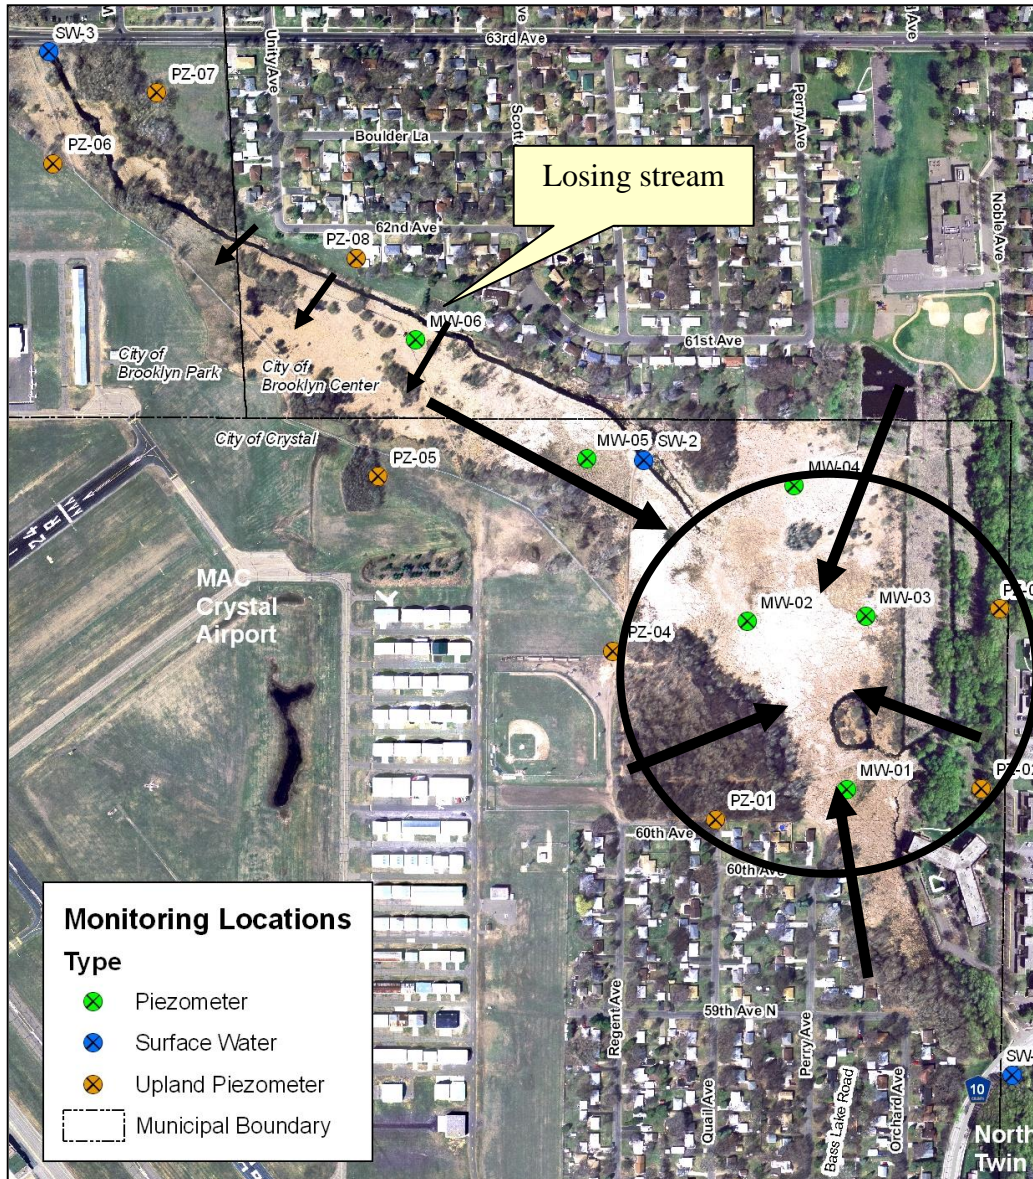 SW-3
63rd Ave
PZ-07
Unity Ave
Scott
Perry Ave
Noble Ave
Boulder La
PZ-06
Losing stream
62nd Ave
PZ-08
MW-06
61st Ave
City of
Brooklyn Park
City of
Brooklyn Center
City of Crystal
PZ-05
MW-05
SW-2
MW-04
MAC
Crystal
Airport
MW-02
MW-03
PZ-04
MW-01
PZ-02
PZ-01
60th Ave
60th Ave
Monitoring Locations
Type
Piezometer
Surface Water
Upland Piezometer
Municipal Boundary
Regent Ave
59th Ave N
Quail Ave
Perry Ave
Bass Lake Road
Orchard Ave
SW-
10
North
Twin